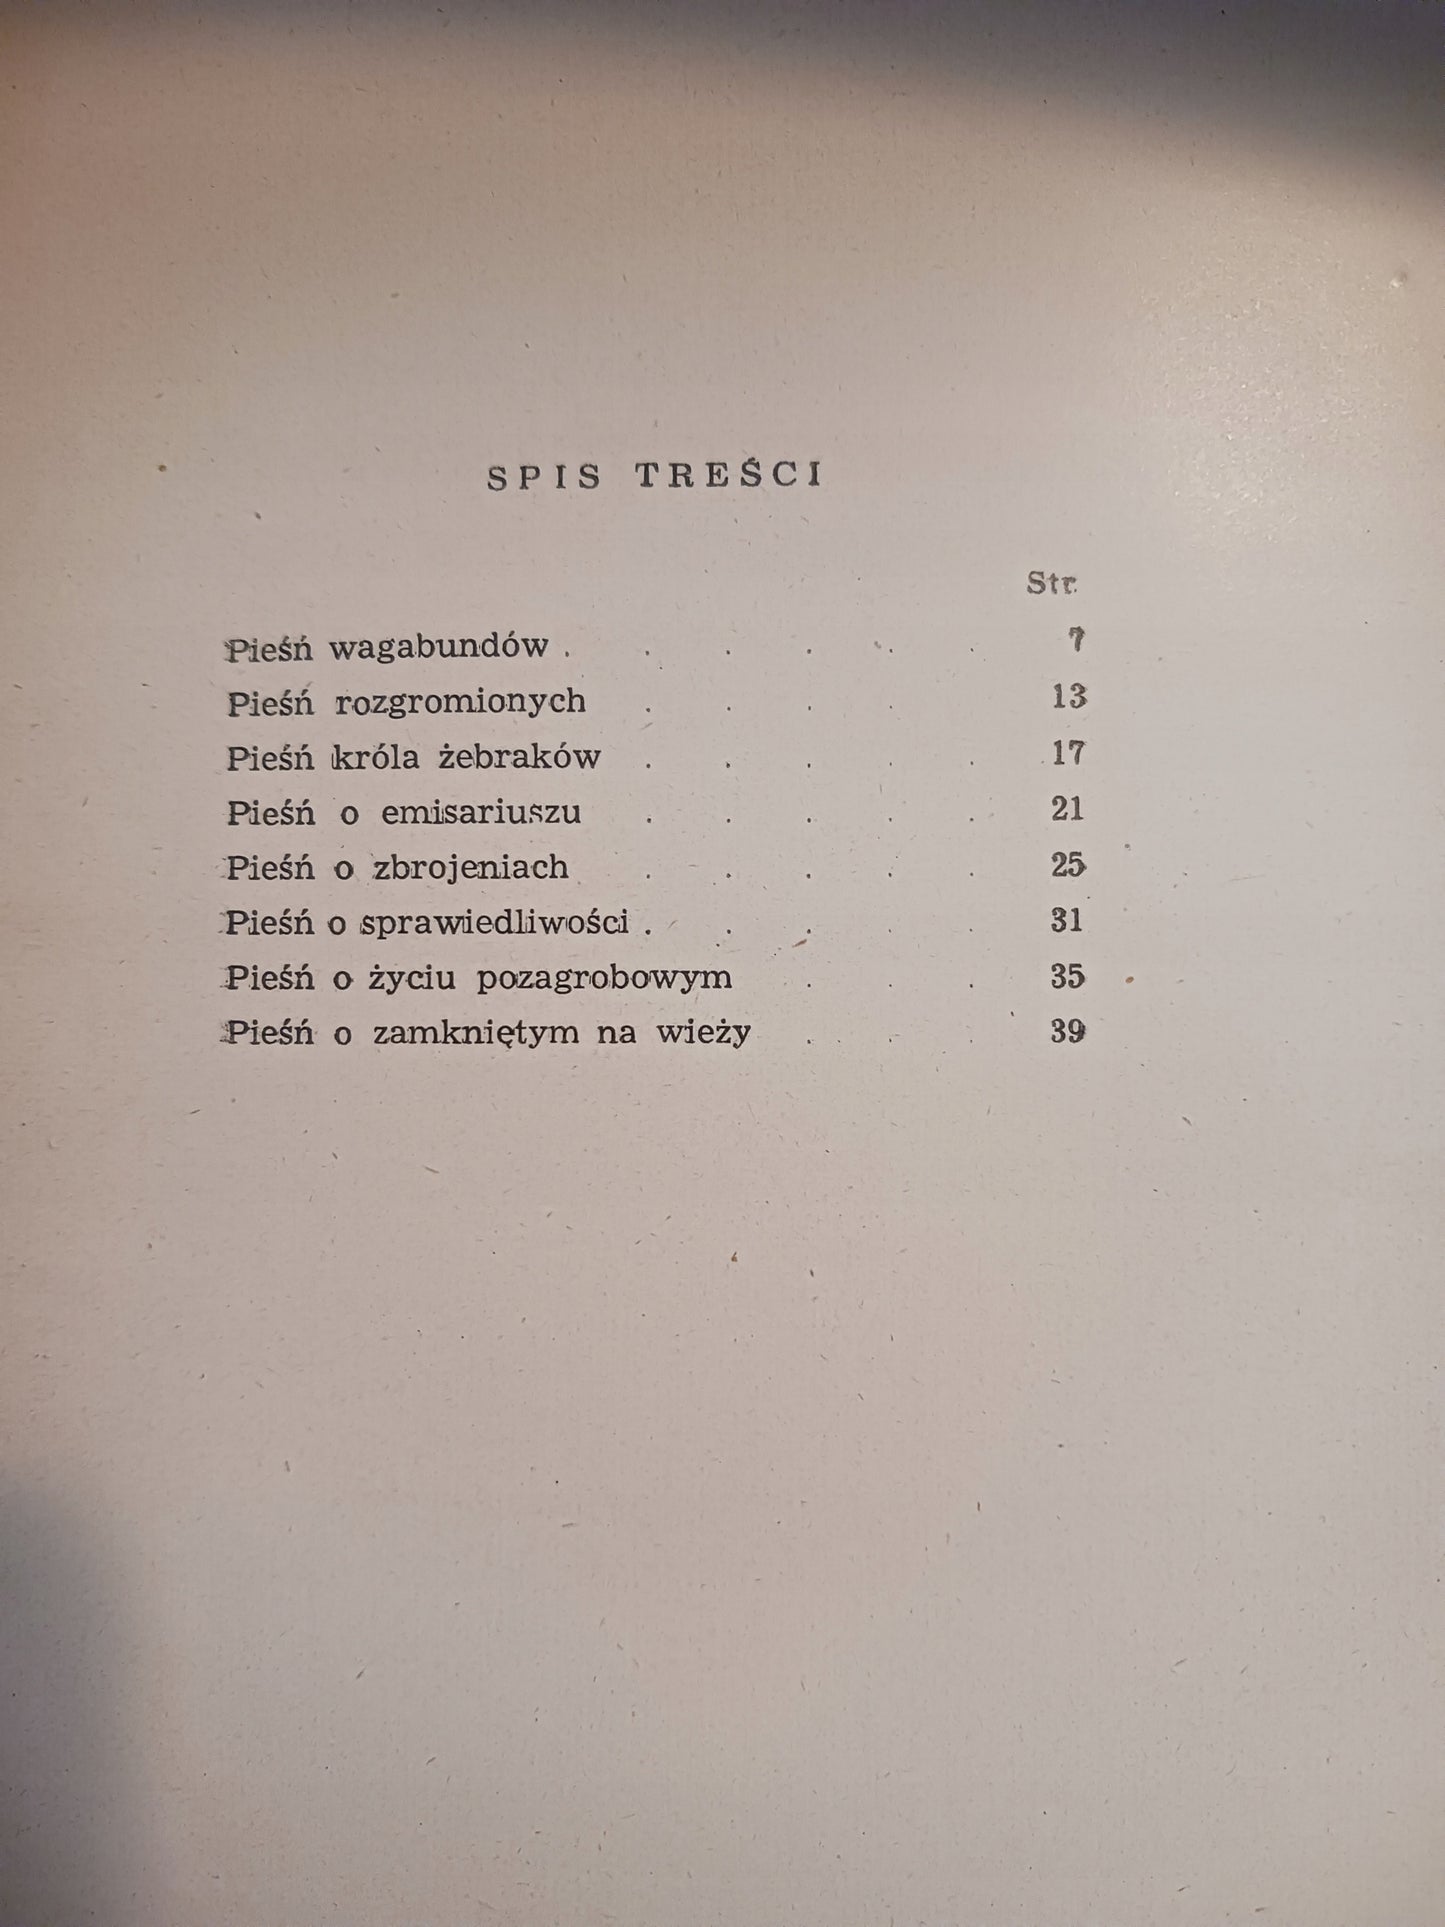 SPIS TREŚCI
Str.
Pieśń wagabundów . . . . . . 7
Pieśń rozgromionych . . . . 13
Pieśń króla żebraków . . . . . 17
Pieśń o emisariuszu . . . . . 21
Pieśń o zbrojeniach . . . . . 25
Pieśń o sprawiedliwości . . . . . 31
Pieśń o życiu pozagrobowym . . . 35
Pieśń o zamkniętym na wieży . . . 39